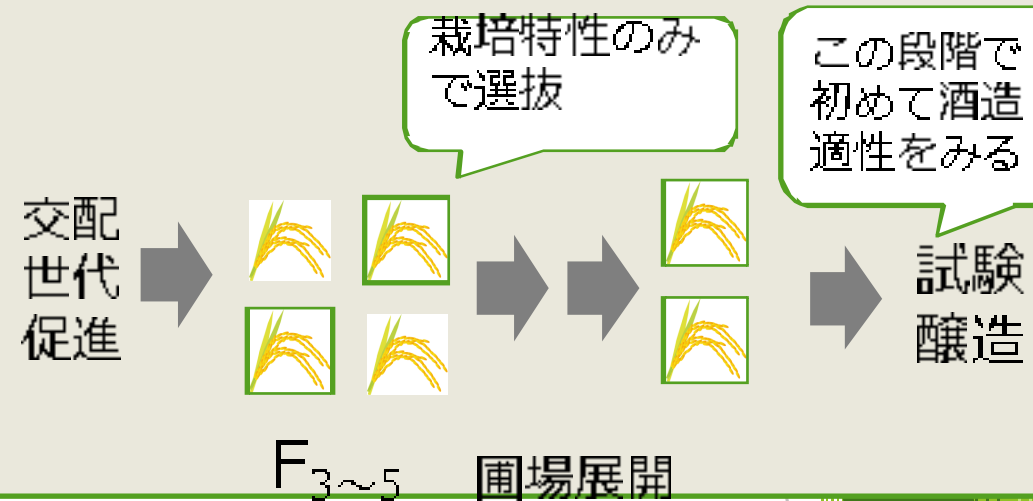 栽培特性のみ
で選抜
この段階で
初めて酒造
適性をみる
交配
世代
促進
試験
醸造
F3～5
圃場展開